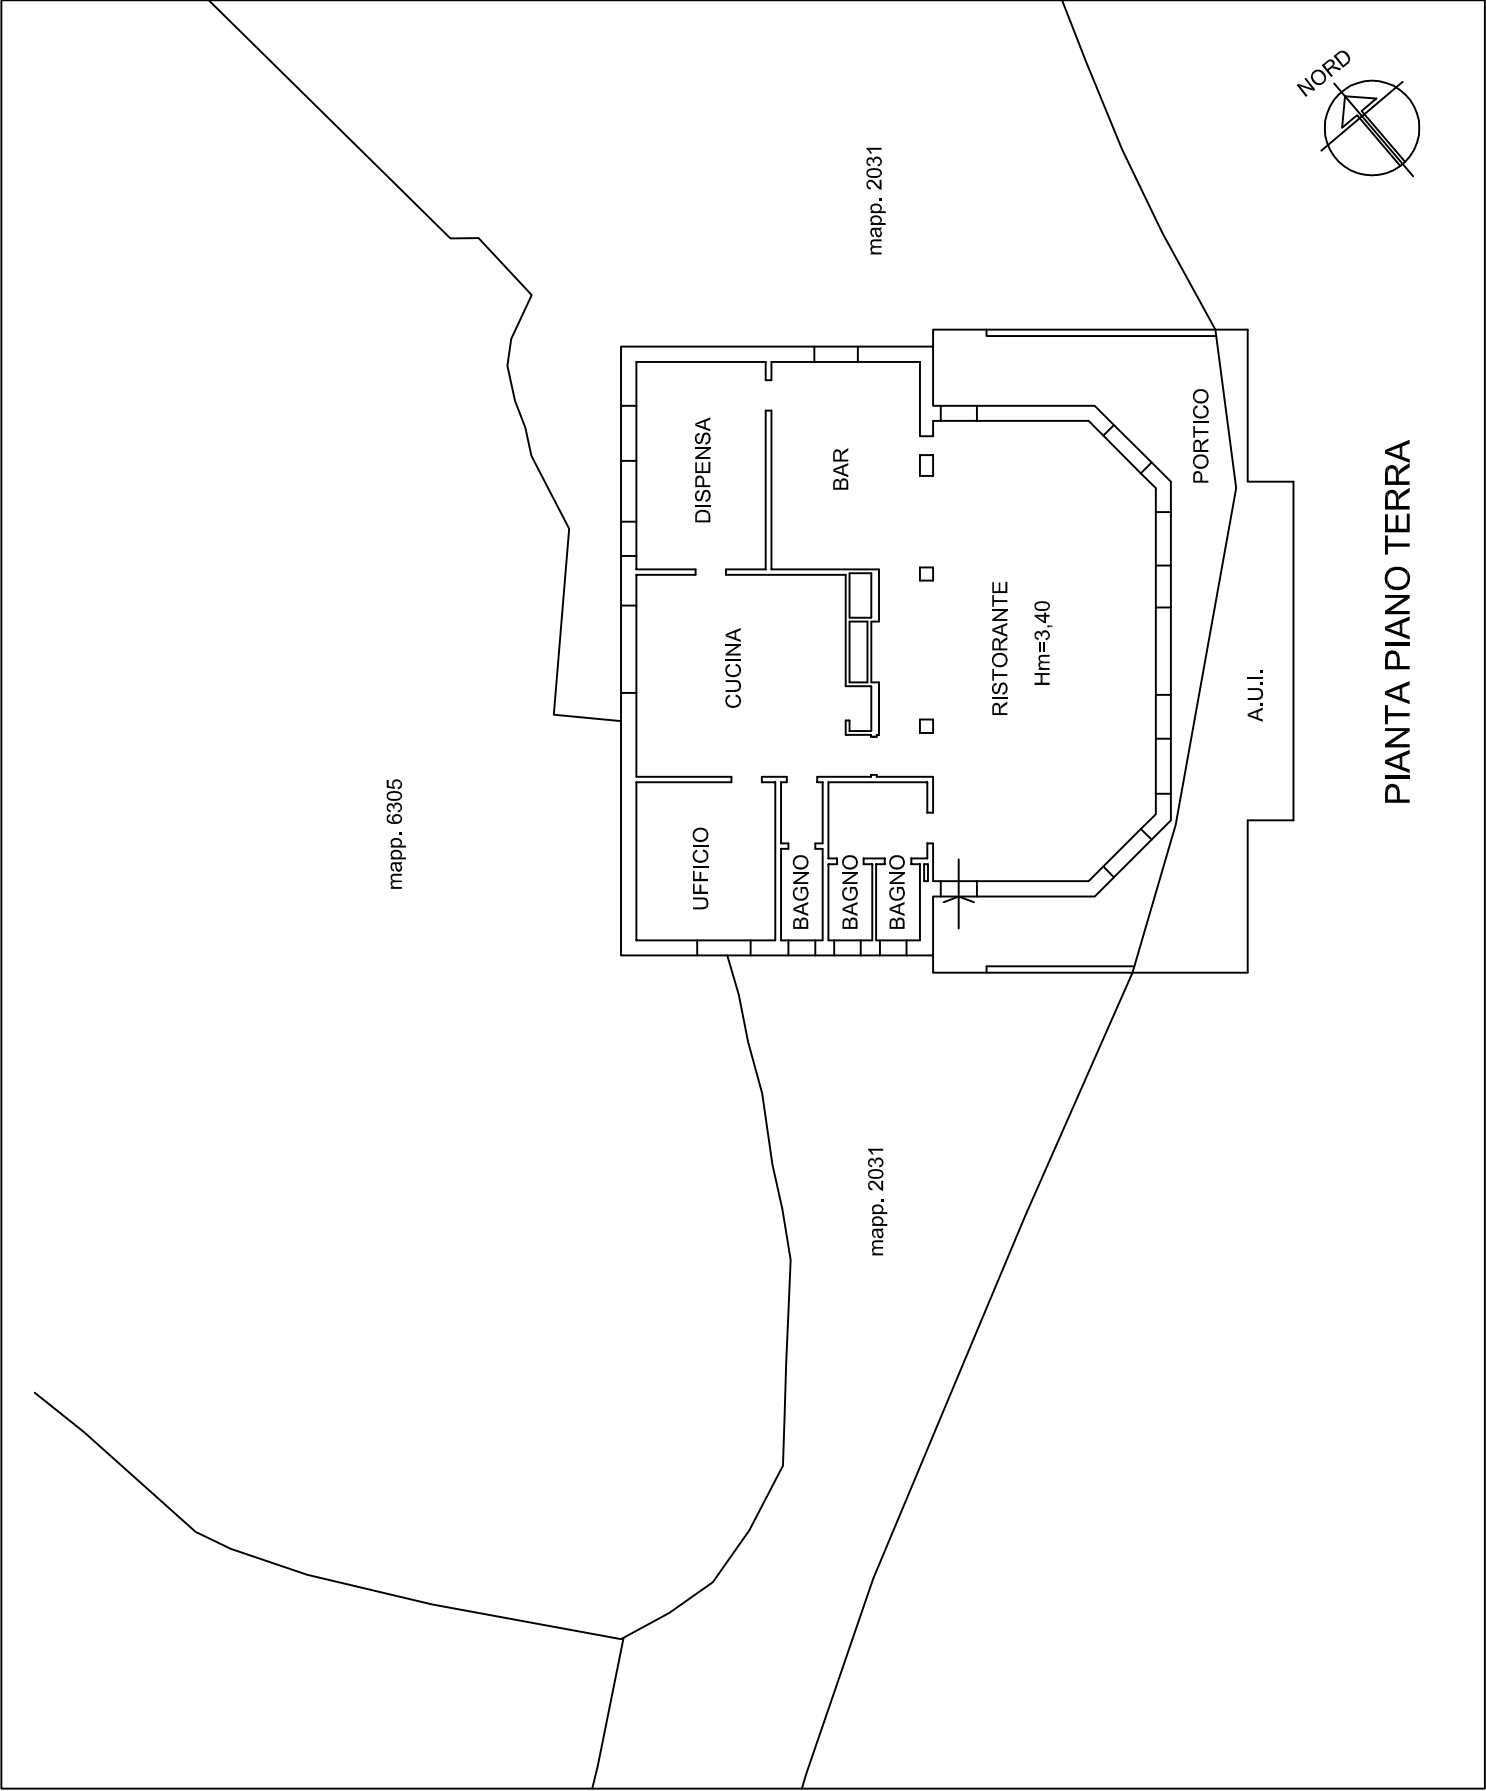 NORD
mapp. 2031
mapp. 6305
DISPENSA
BAR
CUCINA
UFFICIO
BAGNO
BAGNO
BAGNO
RISTORANTE
Hm=3,40
PORTICO
A.U.I.
mapp. 2031
PIANTA PIANO TERRA